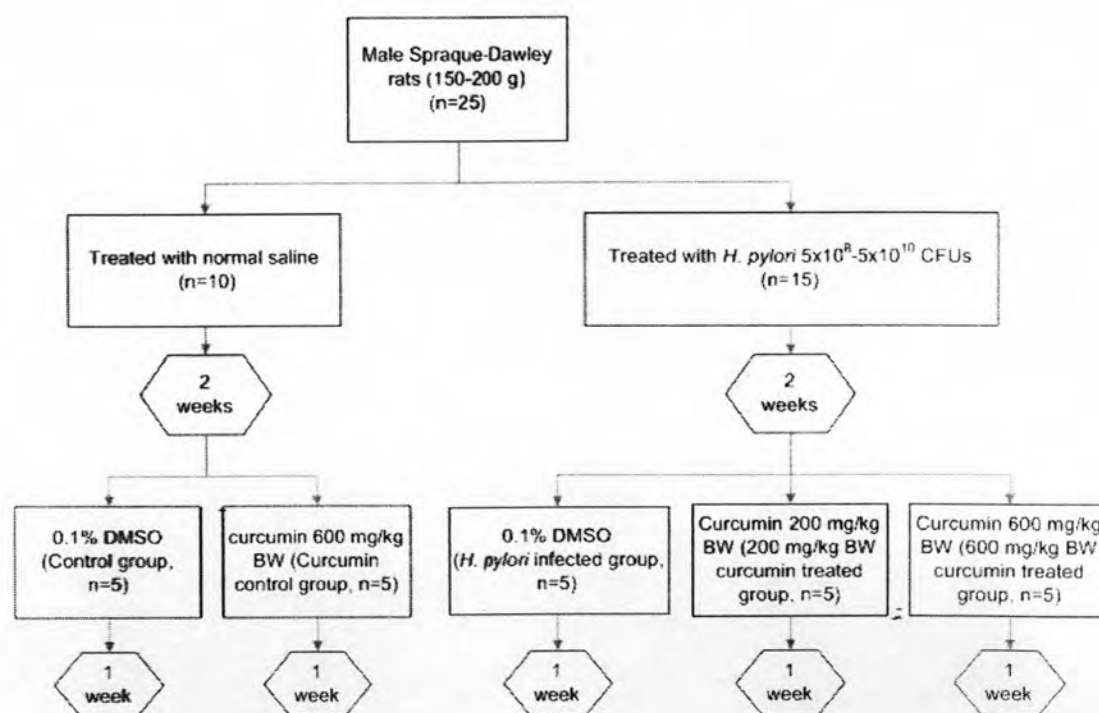 Male Spraque-Dawley
rats (150-200 g)
(n=25)
Treated with normal saline
(n=10)
Treated with H. pylori 5x10⁸-5x10¹⁰ CFUs
(n=15)
2
weeks
2
weeks
0.1% DMSO
(Control group,
n=5)
curcumin 600 mg/kg
BW (Curcumin
control group, n=5)
0.1% DMSO
(H. pylori infected group,
n=5)
Curcumin 200 mg/kg
BW (200 mg/kg BW
curcumin treated
group, n=5)
Curcumin 600 mg/kg
BW (600 mg/kg BW
curcumin treated
group, n=5)
1
week
1
week
1
week
1
week
1
week